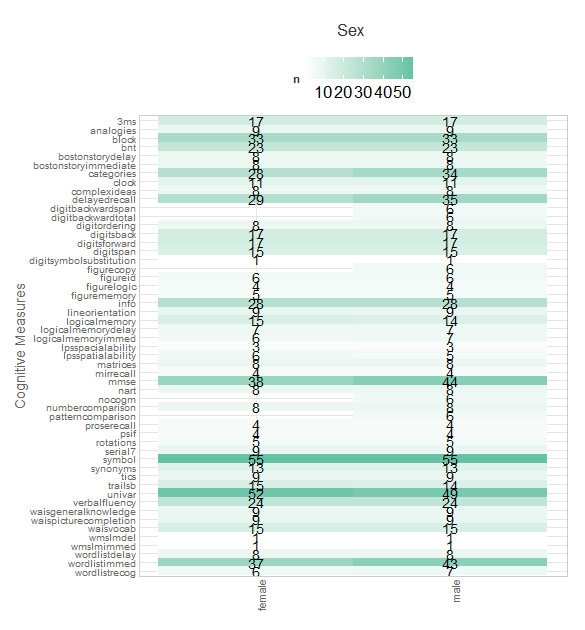 Sex
n
10 20 30 40 50
Cognitive Measures
3ms 17 17
analogies 9 9
block 33 33
bnt 23 23
bostonstorydelay 8 8
bostonstoryimmediate 8 8
categories 28 34
clock 11 11
complexideas 8 8
delayedrecall 29 35
digitbackwardspan 6
digitbackwardtotal 6
digitordering 8 8
digitsback 17 17
digitsforward 17 17
digitspan 15 15
digitsymbolsubstitution 1 1
figurecopy 6
figureid 6 6
figurelogic 4 4
figurememory 5 5
info 28 28
lineorientation 9 9
logicalmemory 15 14
logicalmemorydelay 7 7
logicalmemoryimmed 6 7
lpsspacialability 3 3
lpsspatialability 6 5
matrices 8 8
mirrecall 4 4
mmse 38 44
nart 8 8
nocogm 6
numbercomparison 8 8
patterncomparison 6
proserecall 4 4
psif 4 4
rotations 5 5
serial7 9 9
symbol 55 55
synonyms 13 13
tics 9 9
trailsb 15 14
univar 52 49
verbalfluency 24 24
waisgeneralknowledge 9 9
waispicturecompletion 9 9
waisvocab 15 15
wmslmdel 1 1
wmslmimmed 1 1
wordlistdelay 8 8
wordlistimmed 37 43
wordlistrecog 6 7
female
male